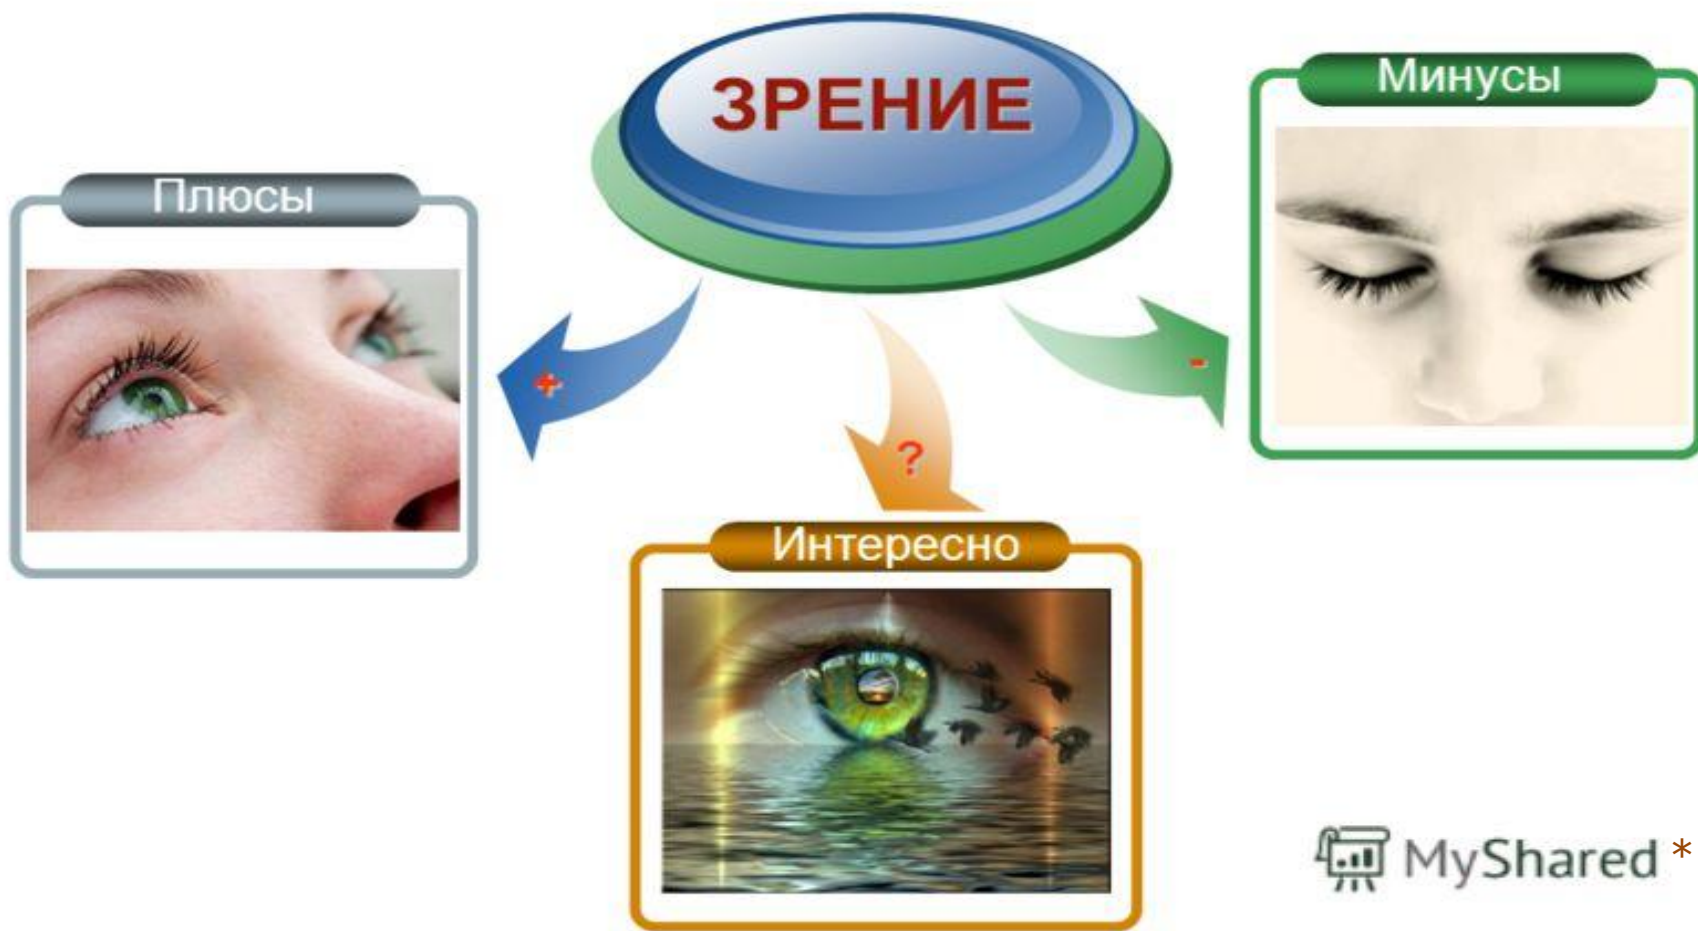 ЗРЕНИЕ
Минусы
Плюсы
+
?
-
Интересно
MyShared *